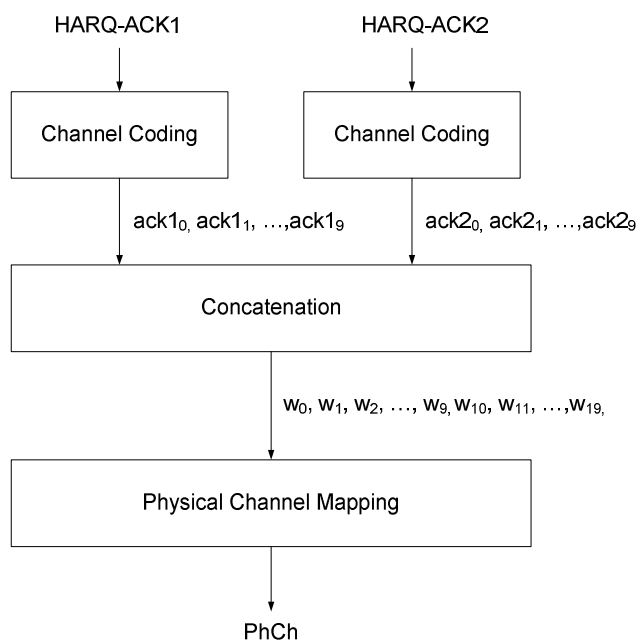 HARQ-ACK1
HARQ-ACK2
Channel Coding
Channel Coding
ack1₀, ack1₁, …,ack1₉
ack2₀, ack2₁, …,ack2₉
Concatenation
w₀, w₁, w₂, …, w₉, w₁₀, w₁₁, …,w₁₉,
Physical Channel Mapping
PhCh